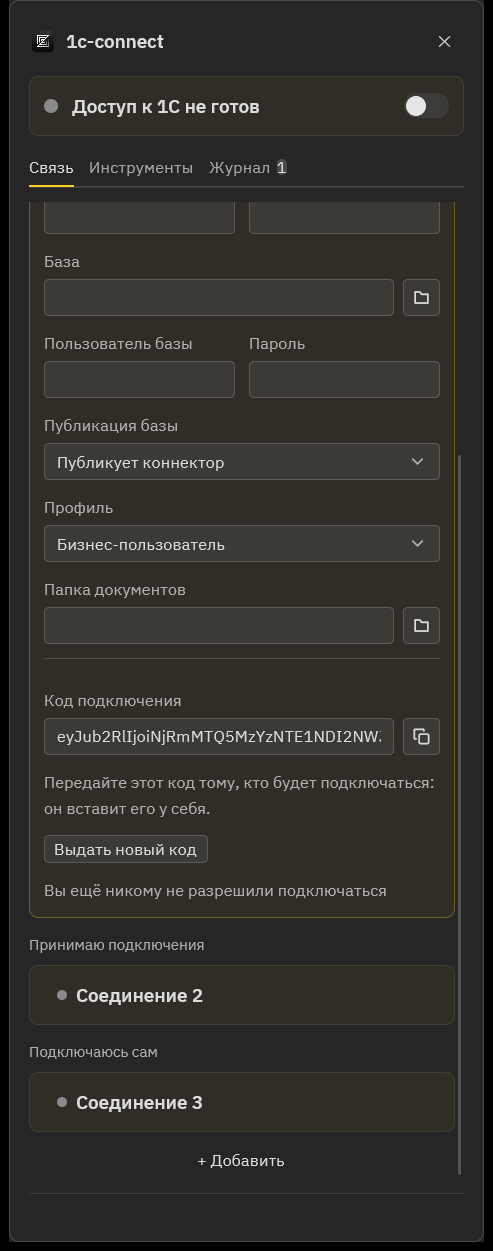 1c-connect
Доступ к 1С не готов
Связь Инструменты Журнал 1
База
Пользователь базы Пароль
Публикация базы
Публикует коннектор
Профиль
Бизнес-пользователь
Папка документов
Код подключения
eyJub2RlIjoiNjRmMTQ5MzYzNTE1NDI2NW
Передайте этот код тому, кто будет подключаться:
он вставит его у себя.
Выдать новый код
Вы ещё никому не разрешили подключаться
Принимаю подключения
Соединение 2
Подключаюсь сам
Соединение 3
+ Добавить